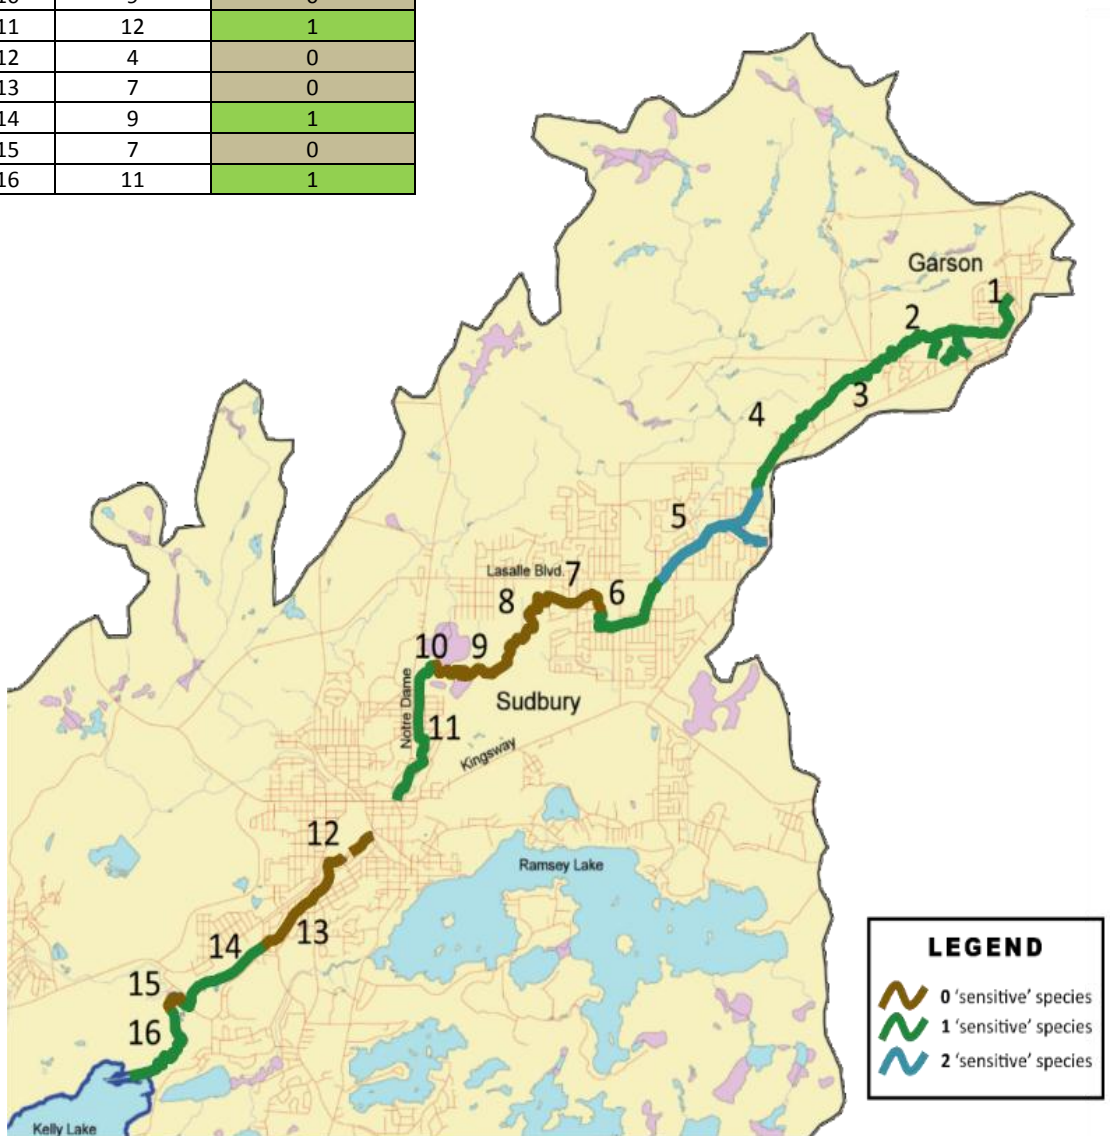 11 12 1
12 4 0
13 7 0
14 9 1
15 7 0
16 11 1
Garson
1
2
3
4
5
Lasalle Blvd.
7
6
8
10
9
Notre Dame
Sudbury
11
Kingsway
12
Ramsey Lake
13
14
15
16
Kelly Lake
LEGEND
0 'sensitive' species
1 'sensitive' species
2 'sensitive' species